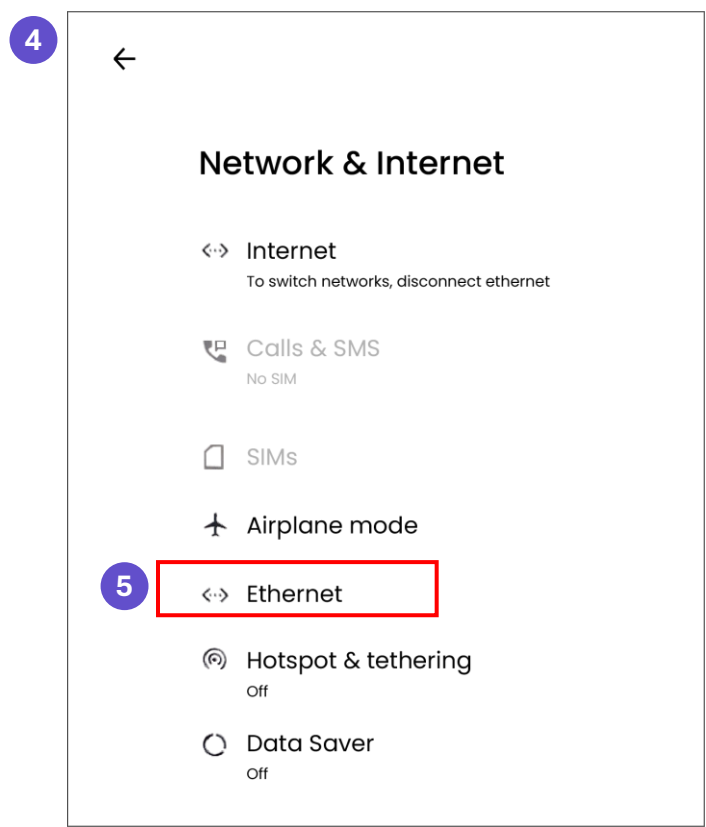 4
Network & Internet
Internet
To switch networks, disconnect ethernet
Calls & SMS
No SIM
SIMs
Airplane mode
5
Ethernet
Hotspot & tethering
Off
Data Saver
Off